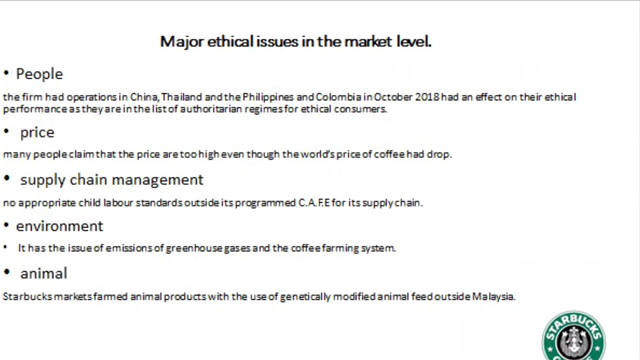 Major ethical issues in the market level.
• People
the firm had operations in China, Thailand and the Philippines and Colombia in October 2018 had an effect on their ethical
performance as they are in the list of authoritarian regimes for ethical consumers.
• price
many people claim that the price are too high even though the world's price of coffee had drop.
• supply chain management
no appropriate child labour standards outside its programmed C.A.F.E for its supply chain.
• environment
• It has the issue of emissions of greenhouse gases and the coffee farming system.
• animal
Starbucks markets farmed animal products with the use of genetically modified animal feed outside Malaysia.
STARBUCKS